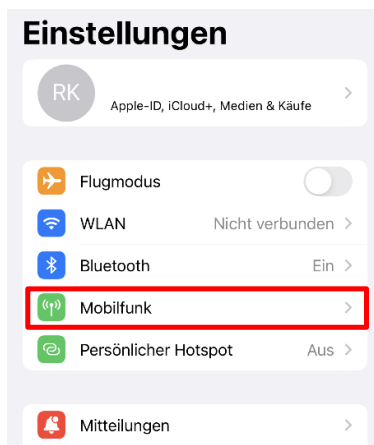 Einstellungen
RK
Apple-ID, iCloud+, Medien & Käufe
Flugmodus
WLAN Nicht verbunden
Bluetooth Ein
Mobilfunk
Persönlicher Hotspot Aus
Mitteilungen